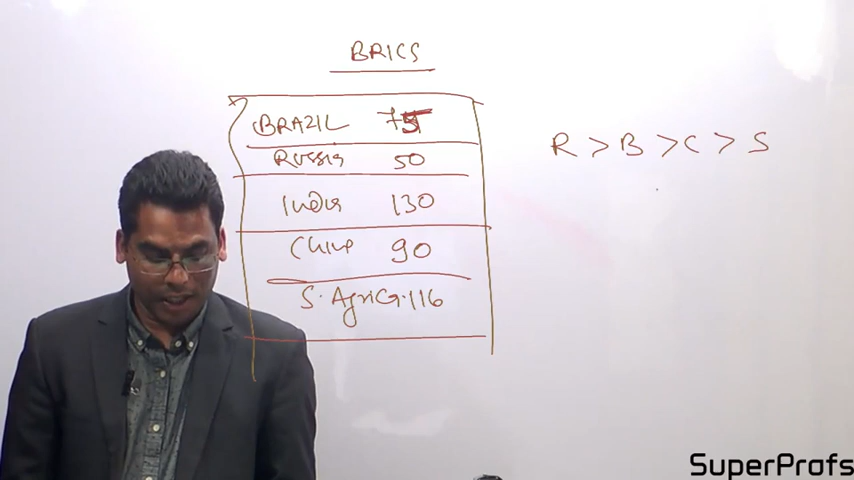 BRICS
BRAZIL 75
RUSSIA 50
India 130
China 90
S. Africa 116
R > B > C > S
SuperProfs